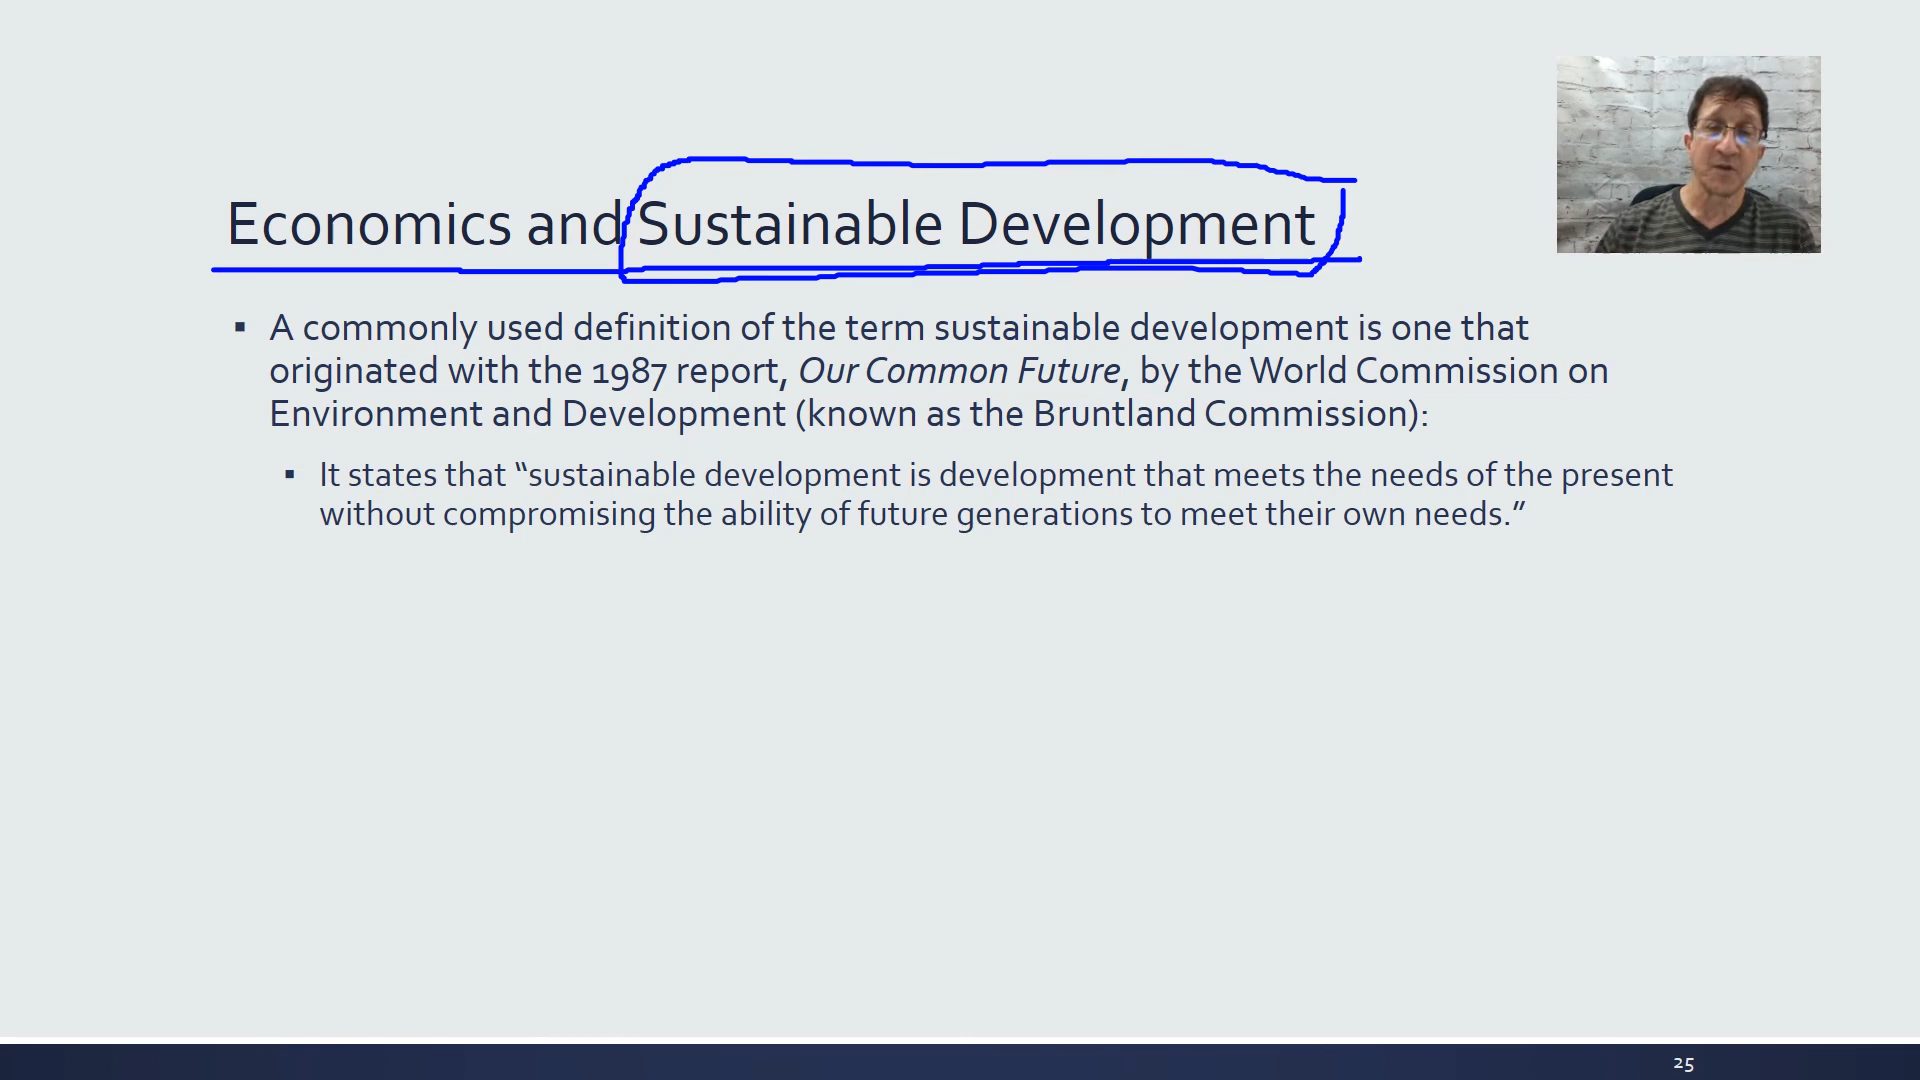 Economics and Sustainable Development
▪ A commonly used definition of the term sustainable development is one that
originated with the 1987 report, Our Common Future, by the World Commission on
Environment and Development (known as the Bruntland Commission):
▪ It states that “sustainable development is development that meets the needs of the present
without compromising the ability of future generations to meet their own needs.”
25